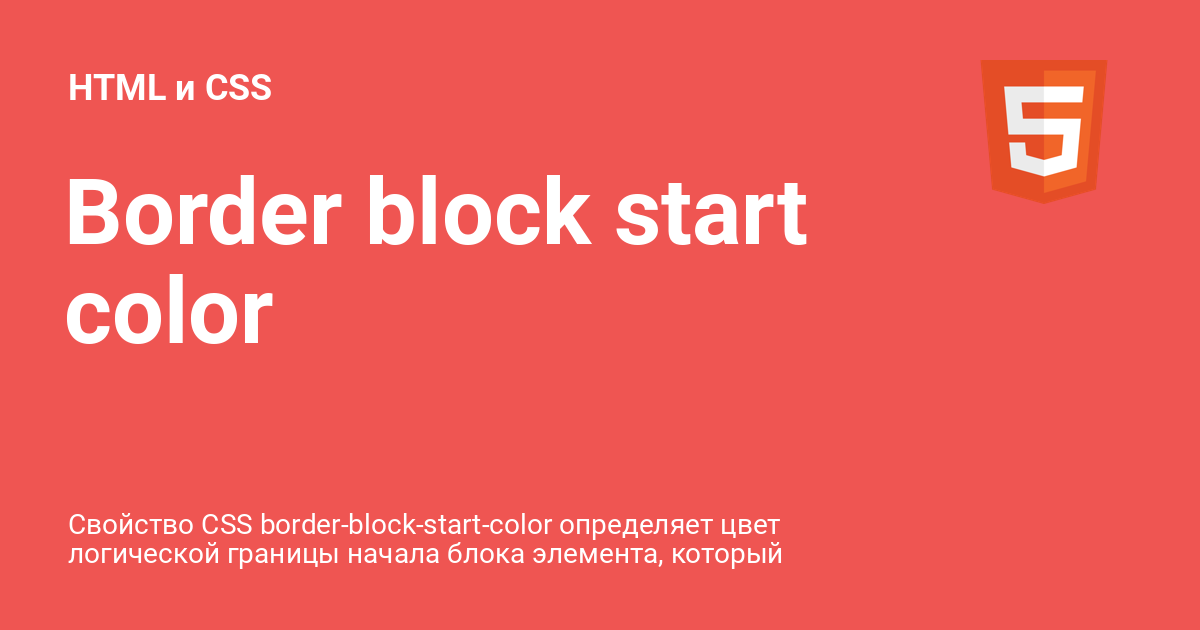 HTML и CSS
Border block start
color
Свойство CSS border-block-start-color определяет цвет
логической границы начала блока элемента, который